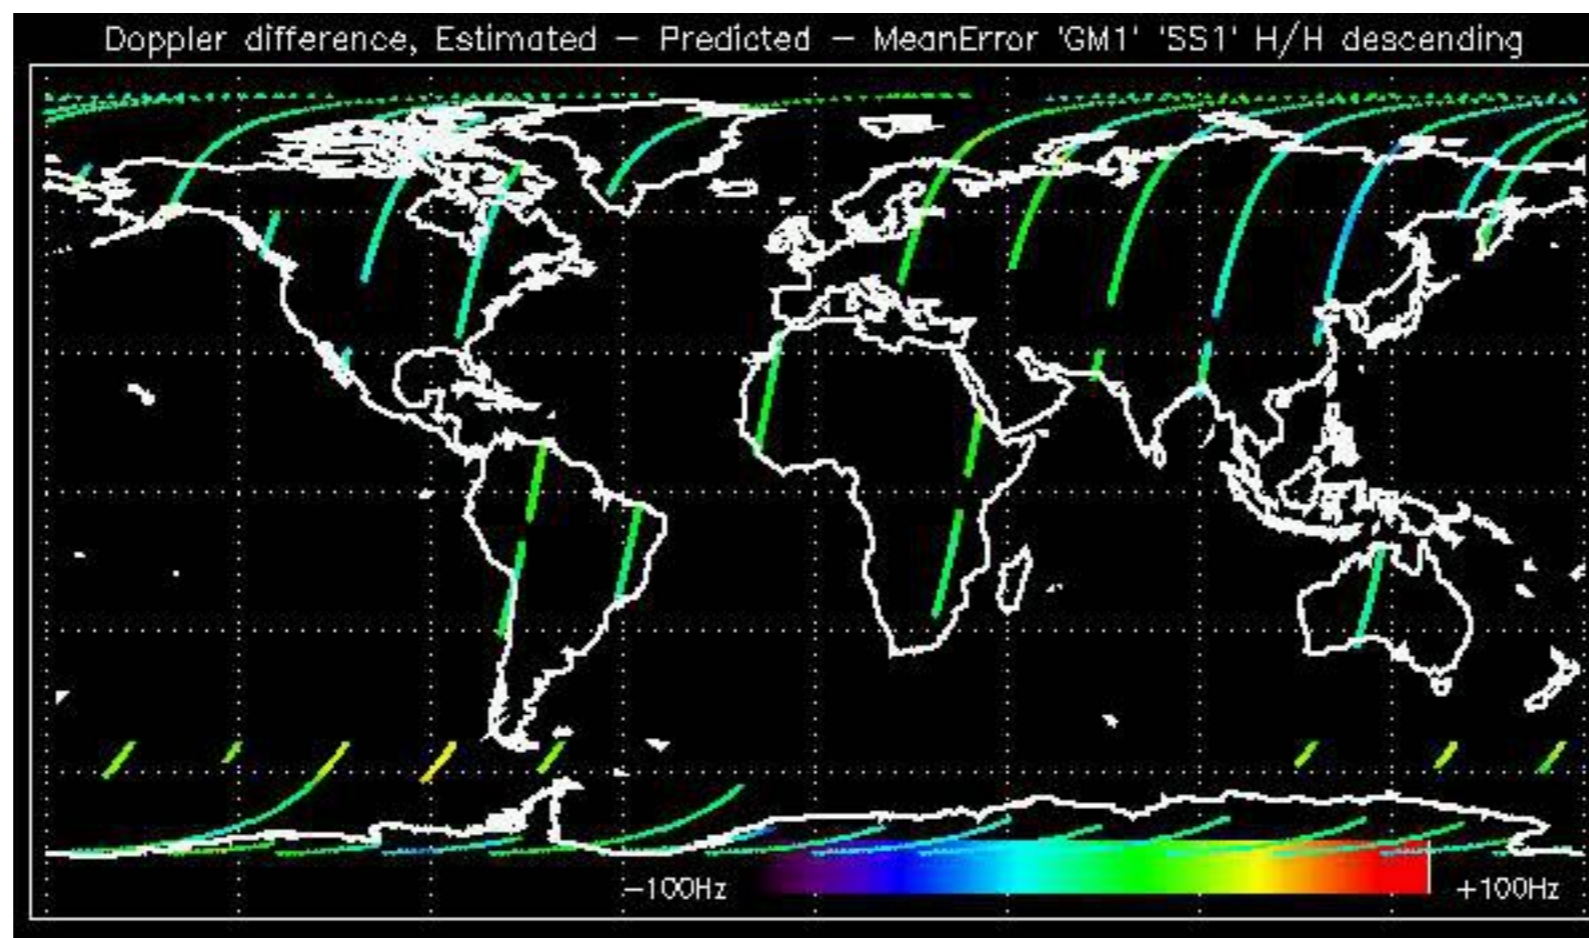 Doppler difference, Estimated − Predicted − MeanError 'GM1' 'SS1' H/H descending
−100Hz
+100Hz